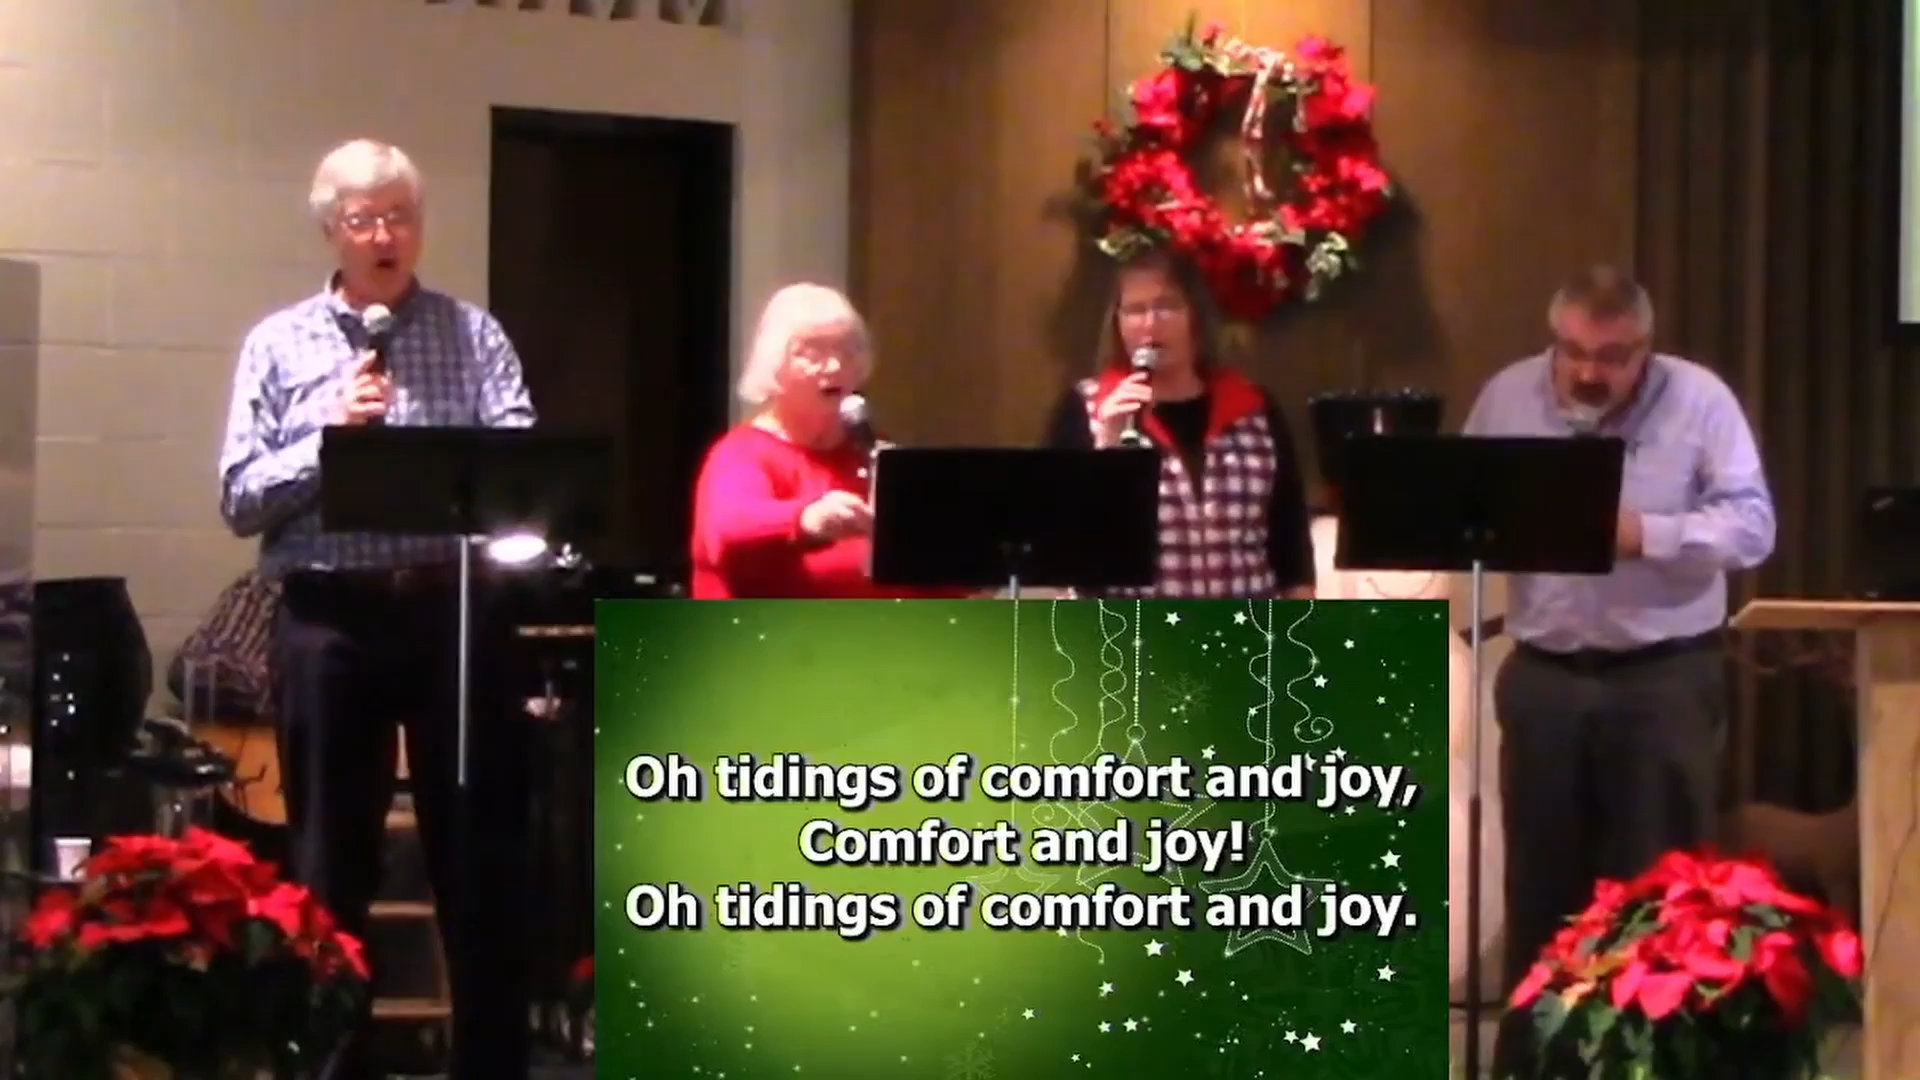 Oh tidings of comfort and joy,
Comfort and joy!
Oh tidings of comfort and joy.